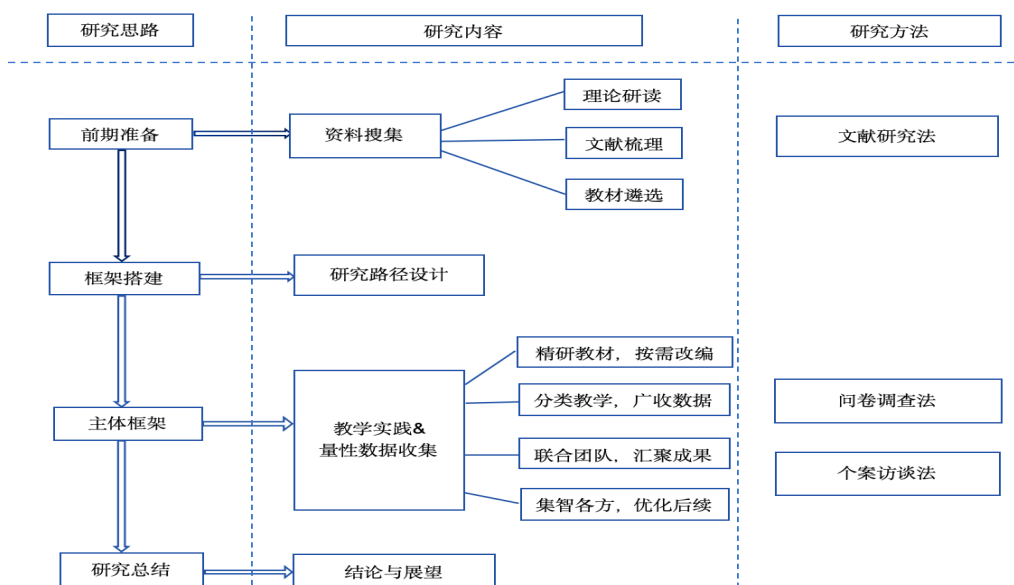 研究思路
研究内容
研究方法
前期准备
资料搜集
理论研读
文献梳理
教材遴选
文献研究法
框架搭建
研究路径设计
主体框架
教学实践&
量性数据收集
精研教材，按需改编
分类教学，广收数据
联合团队，汇聚成果
集智各方，优化后续
问卷调查法
个案访谈法
研究总结
结论与展望